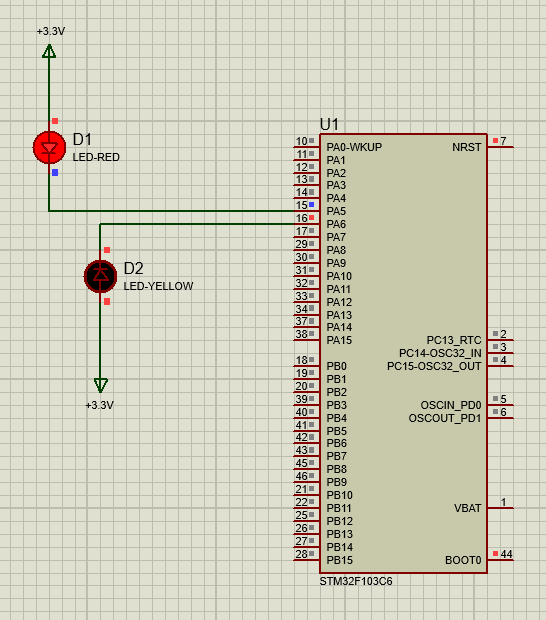 +3.3V
D1
LED-RED
D2
LED-YELLOW
+3.3V
U1
10 PA0-WKUP NRST 7
11 PA1
12 PA2
13 PA3
14 PA4
15 PA5
16 PA6
17 PA7
29 PA8
30 PA9
31 PA10
32 PA11
33 PA12
34 PA13
37 PA14
38 PA15 PC13_RTC 2
PC14-OSC32_IN 3
18 PB0 PC15-OSC32_OUT 4
19 PB1
20 PB2
39 PB3 OSCIN_PD0 5
40 PB4 OSCOUT_PD1 6
41 PB5
42 PB6
43 PB7
45 PB8
46 PB9
21 PB10
22 PB11 VBAT 1
25 PB12
26 PB13
27 PB14
28 PB15 BOOT0 44
STM32F103C6